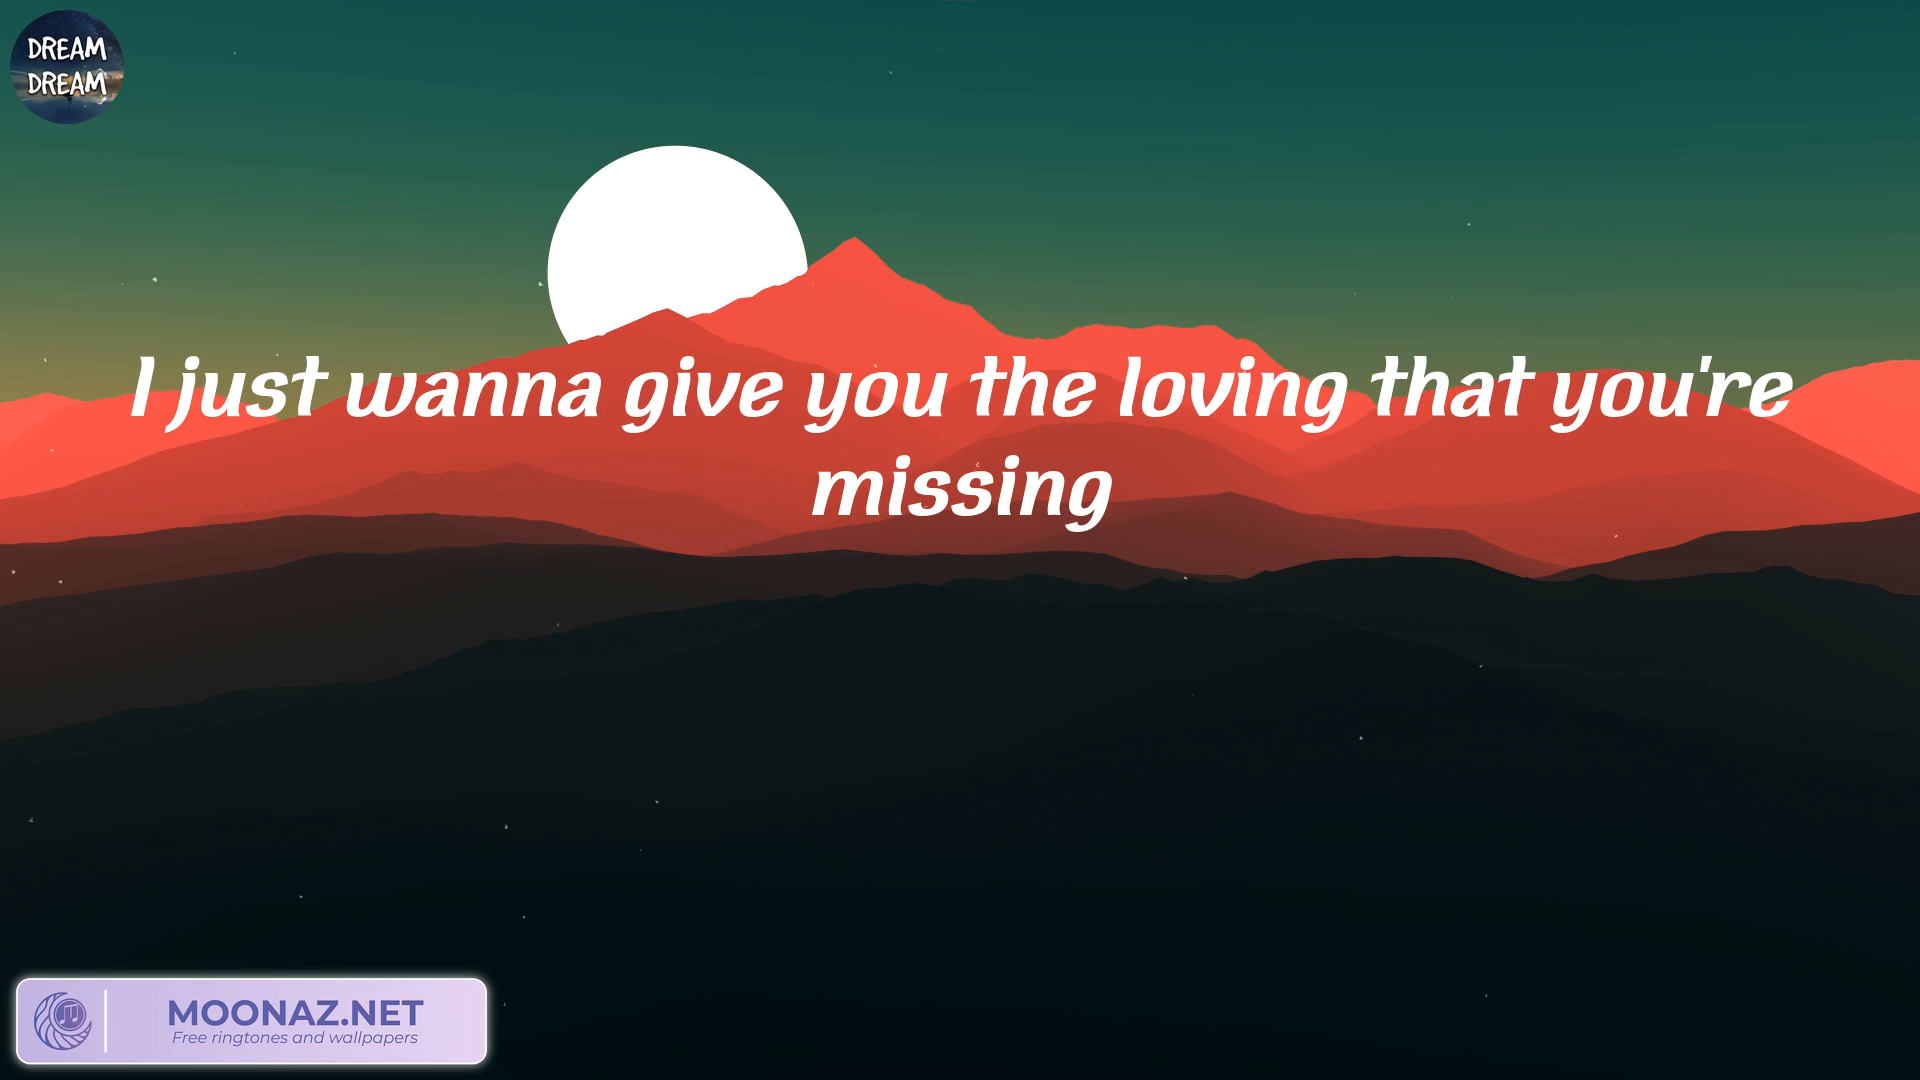 DREAM
DREAM
I just wanna give you the loving that you're
missing
MOONAZ.NET
Free ringtones and wallpapers